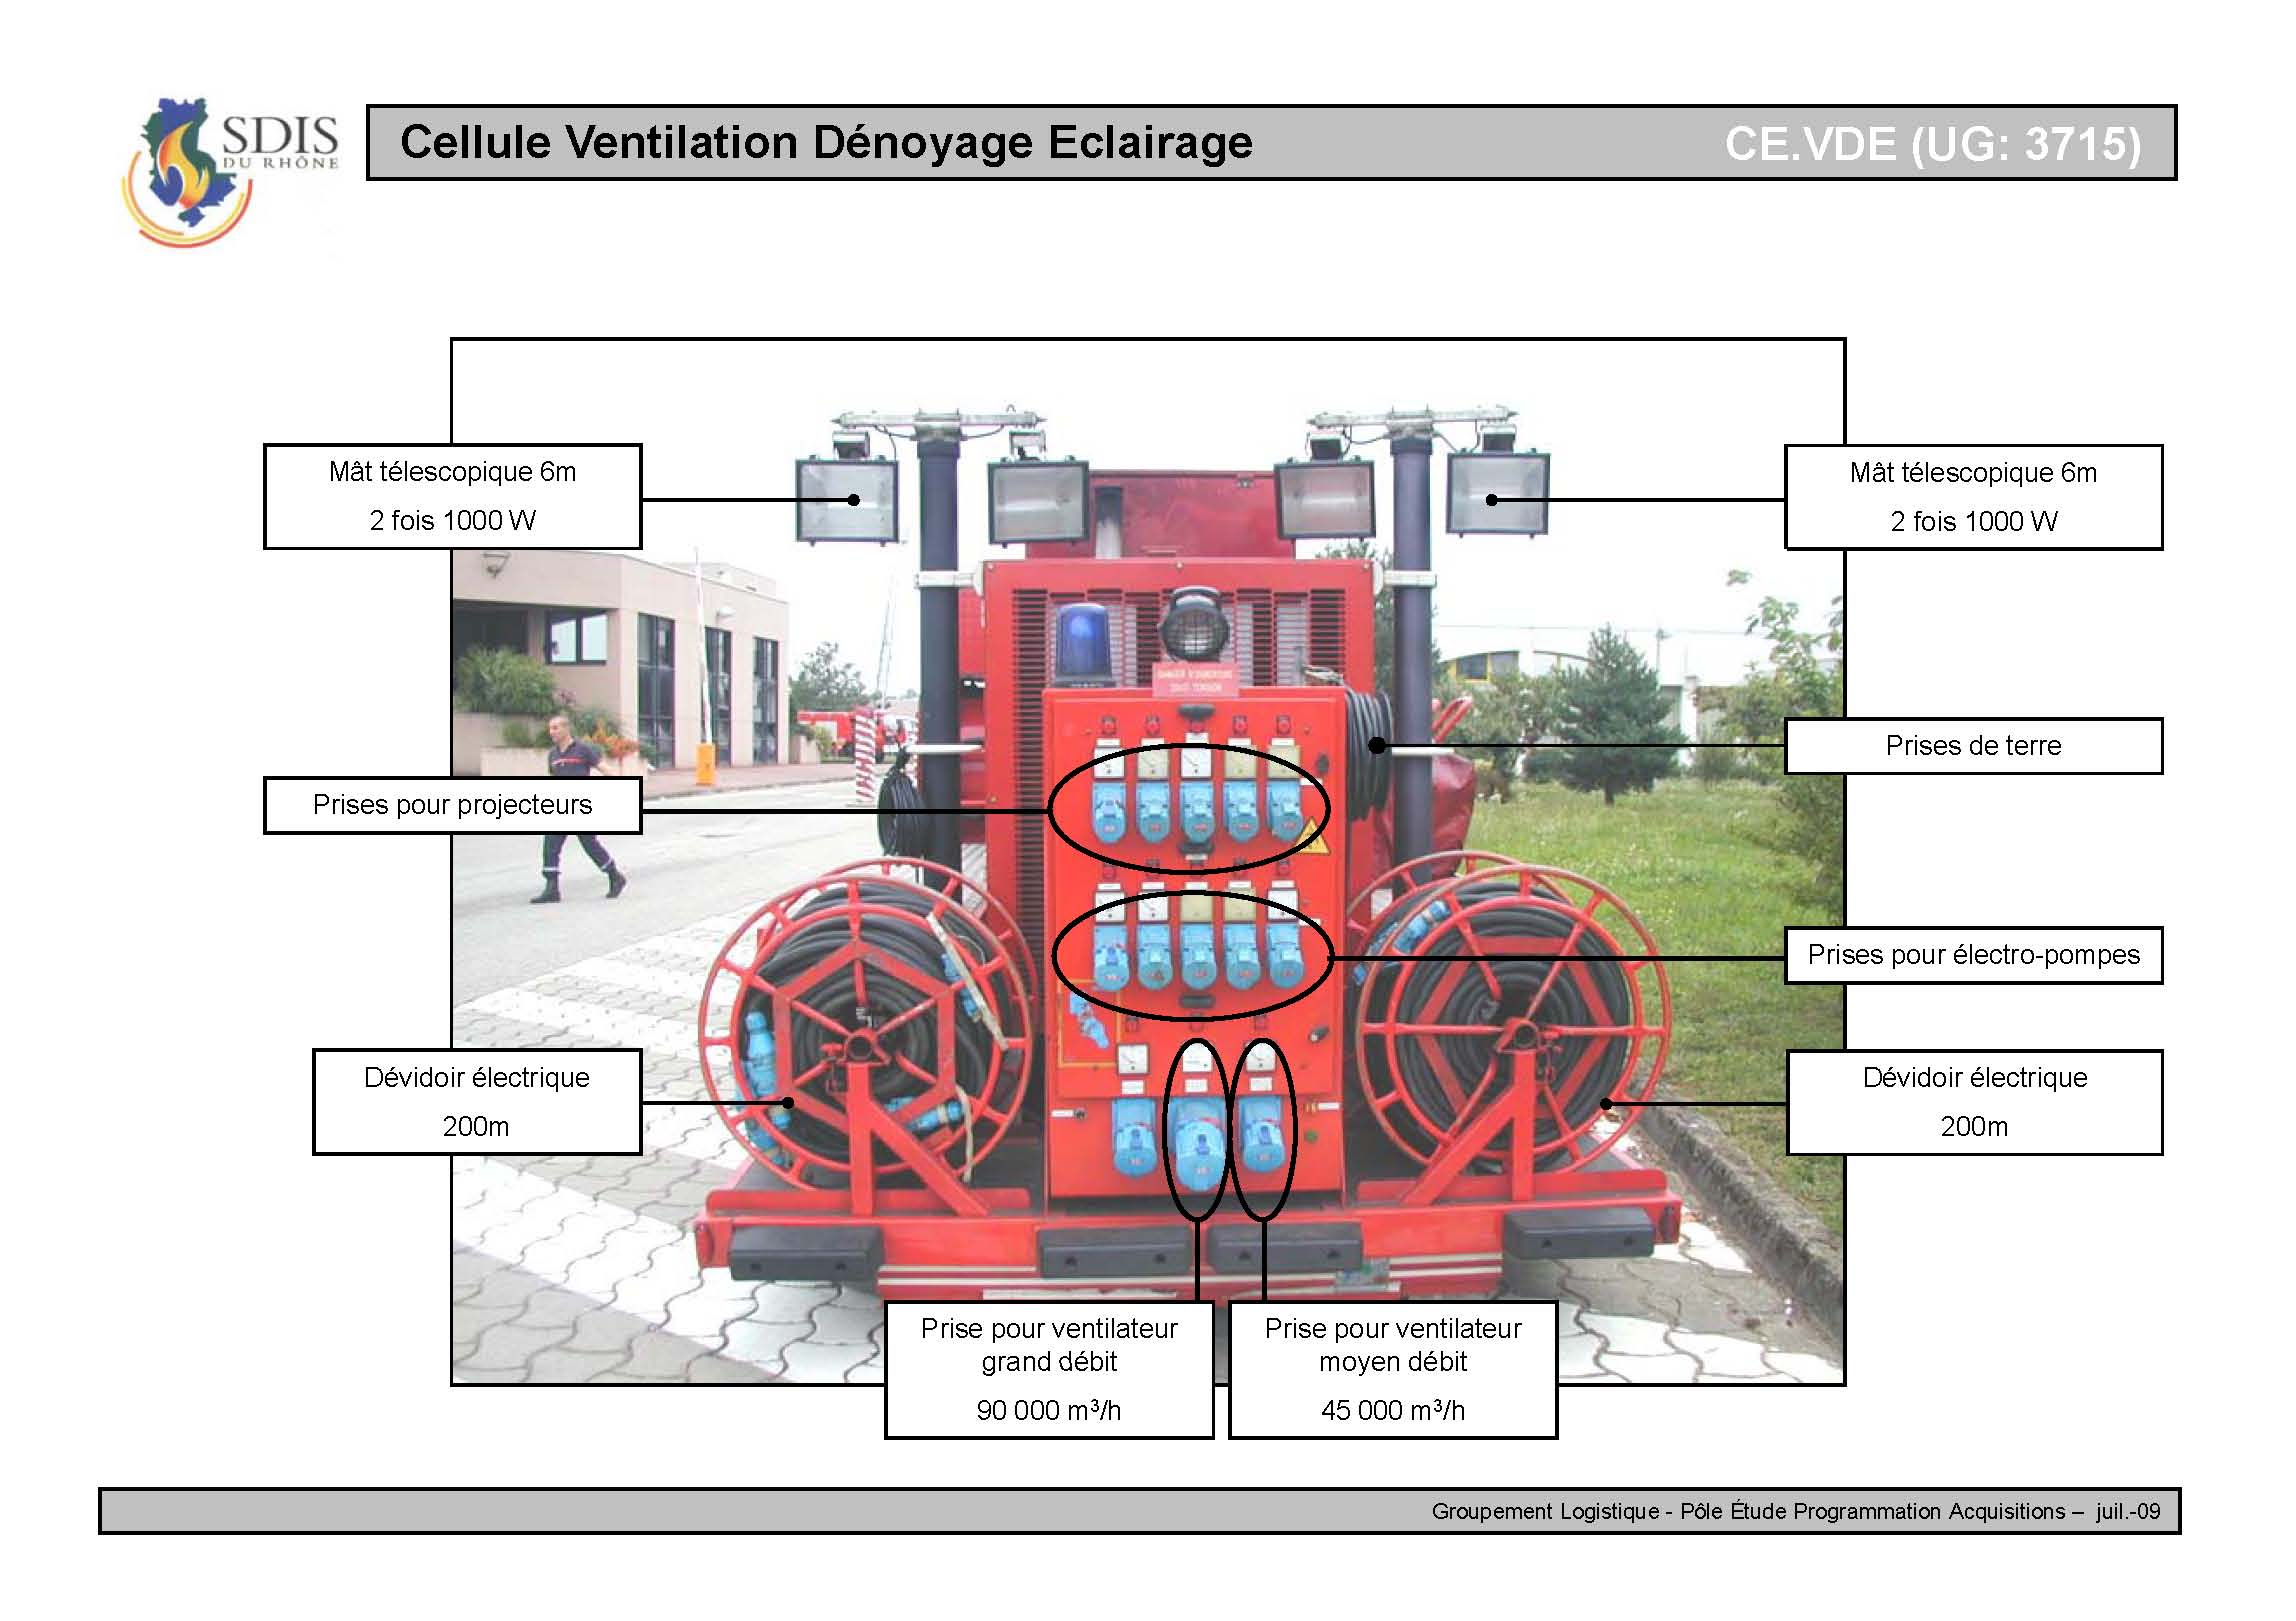 SDIS
DU RHÔNE
Cellule Ventilation Dénoyage Eclairage
CE.VDE (UG: 3715)
Mât télescopique 6m
2 fois 1000 W
Mât télescopique 6m
2 fois 1000 W
Prises de terre
Prises pour projecteurs
Prises pour électro-pompes
Dévidoir électrique
200m
Dévidoir électrique
200m
Prise pour ventilateur
grand débit
90 000 m³/h
Prise pour ventilateur
moyen débit
45 000 m³/h
Groupement Logistique - Pôle Étude Programmation Acquisitions – juil.-09